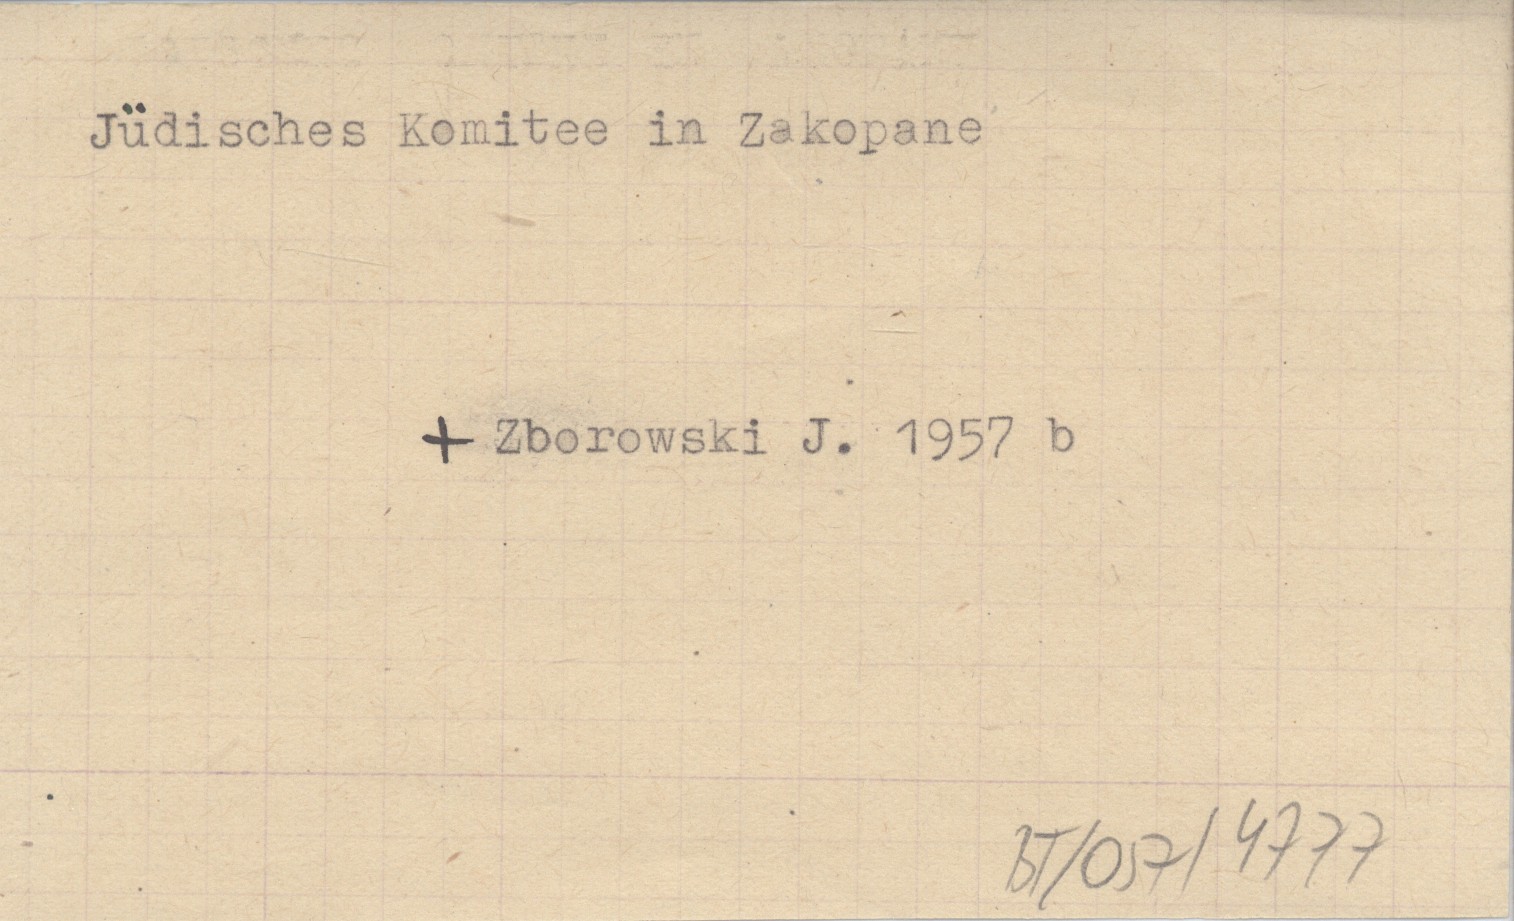 Jüdisches Komitee in Zakopane
+ Zborowski J. 1957 b
BT/057/4777